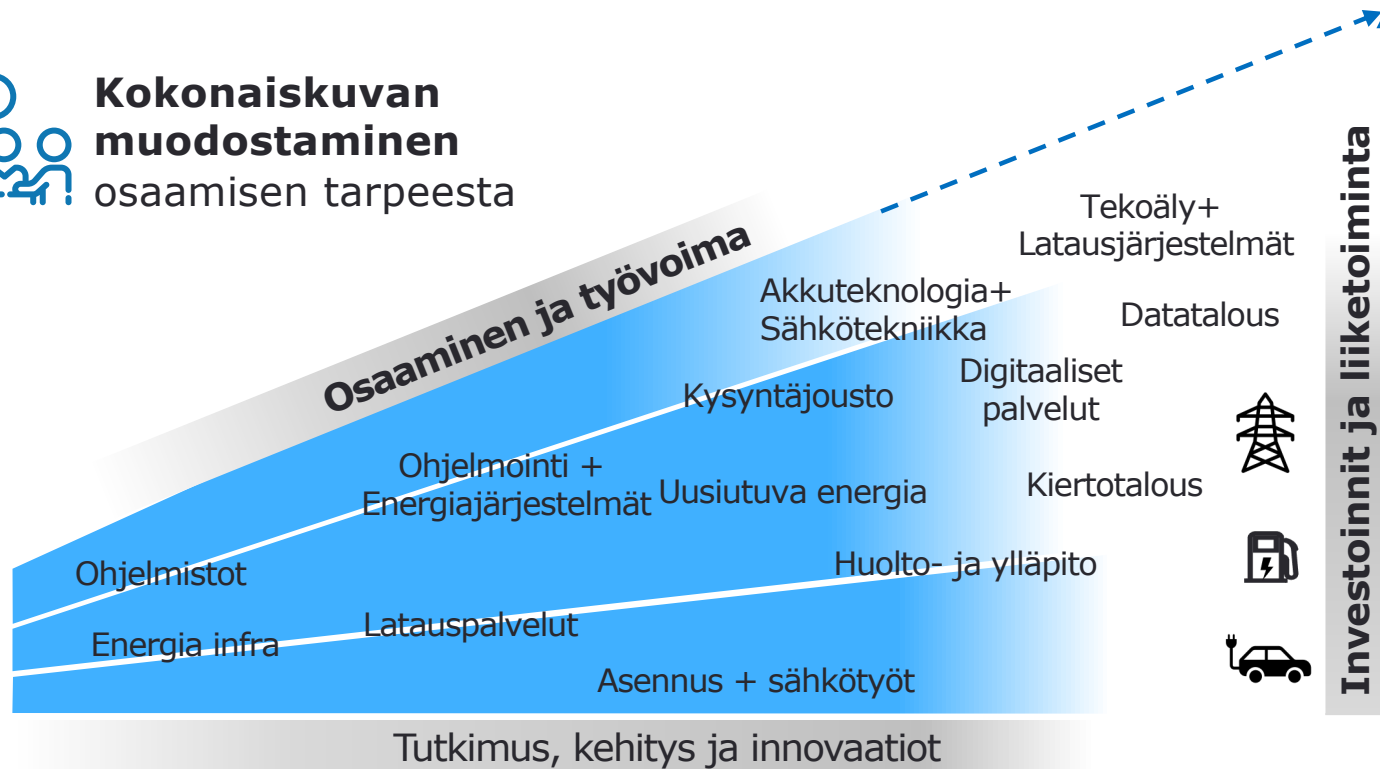 Kokonaiskuvan
muodostaminen
osaamisen tarpeesta
Osaaminen ja työvoima
Tekoäly+
Latausjärjestelmät
Akkuteknologia+
Sähkötekniikka
Datatalous
Digitaaliset
palvelut
Kysyntäjousto
Ohjelmointi +
Energiajärjestelmät
Uusiutuva energia
Kiertotalous
Ohjelmistot
Huolto- ja ylläpito
Energia infra
Latauspalvelut
Asennus + sähkötyöt
Investoinnit ja liiketoiminta
Tutkimus, kehitys ja innovaatiot